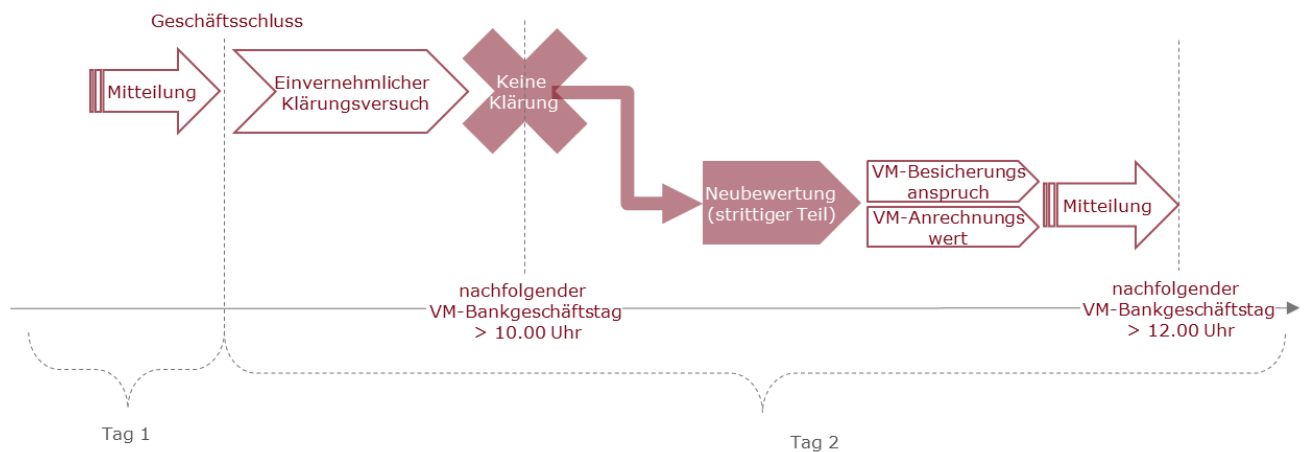 Geschäftsschluss
Mitteilung
Einvernehmlicher
Klärungsversuch
Keine
Klärung
Neubewertung
(strittiger Teil)
VM-Besicherungs
anspruch
VM-Anrechnungs
wert
Mitteilung
nachfolgender
VM-Bankgeschäftstag
> 10.00 Uhr
nachfolgender
VM-Bankgeschäftstag
> 12.00 Uhr
Tag 1
Tag 2